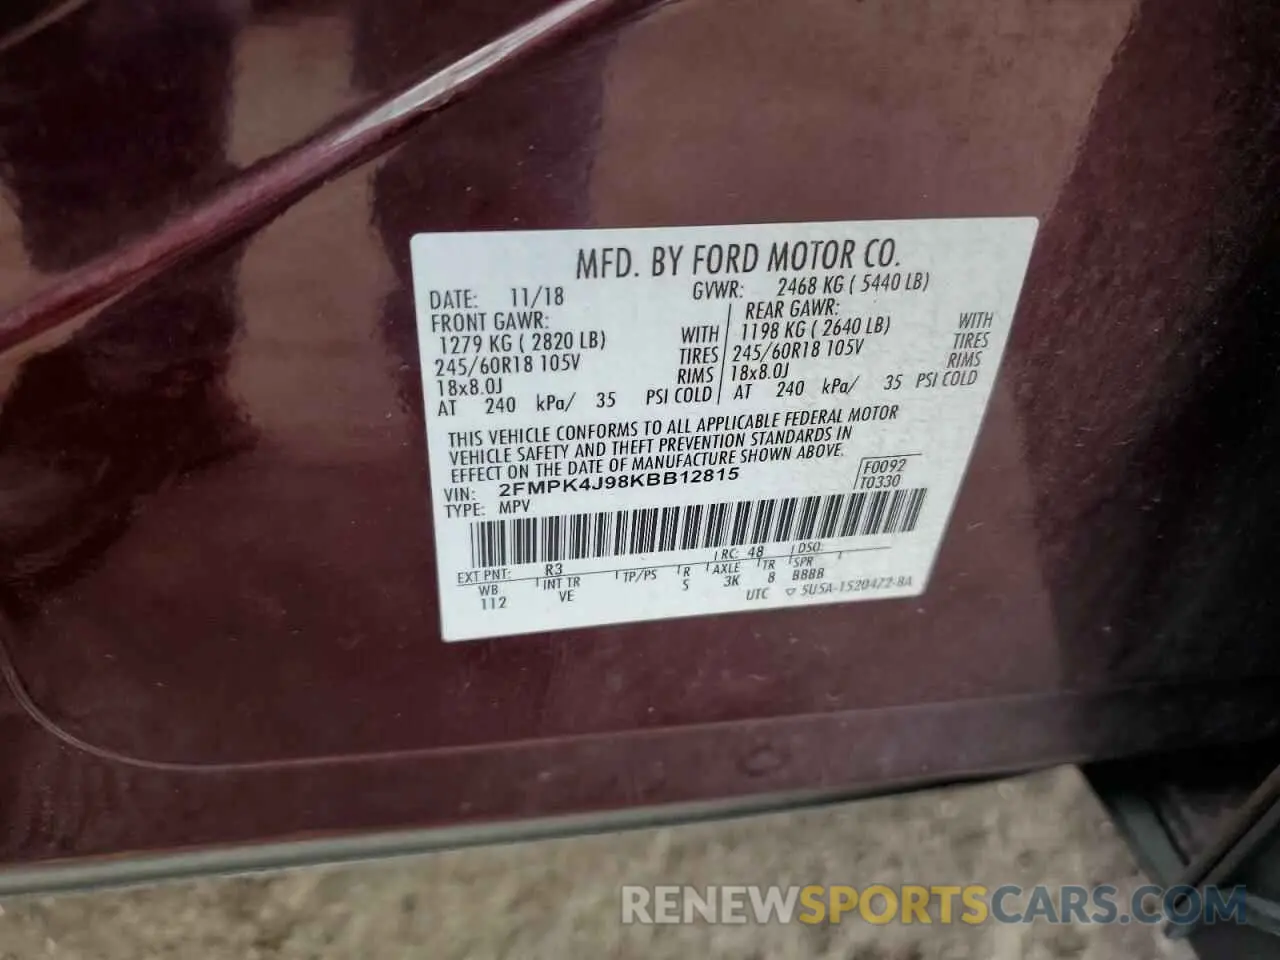 MFD. BY FORD MOTOR CO.
DATE: 11/18 GVWR: 2468 KG ( 5440 LB)
FRONT GAWR: REAR GAWR:
1279 KG ( 2820 LB) WITH 1198 KG ( 2640 LB) WITH
245/60R18 105V TIRES 245/60R18 105V TIRES
18x8.0J RIMS 18x8.0J RIMS
AT 240 kPa/ 35 PSI COLD AT 240 kPa/ 35 PSI COLD
THIS VEHICLE CONFORMS TO ALL APPLICABLE FEDERAL MOTOR
VEHICLE SAFETY AND THEFT PREVENTION STANDARDS IN
EFFECT ON THE DATE OF MANUFACTURE SHOWN ABOVE.
VIN: 2FMPK4J98KBB12815 F0092
TYPE: MPV T0330
EXT PNT: R3 RC: 48 DSO:
WB INT TR TP/PS R AXLE TR SPR
112 VE S 3K 8 BBBB
UTC ▽ 5U5A-1520472-BA
RENEWSPORTSCARS.COM